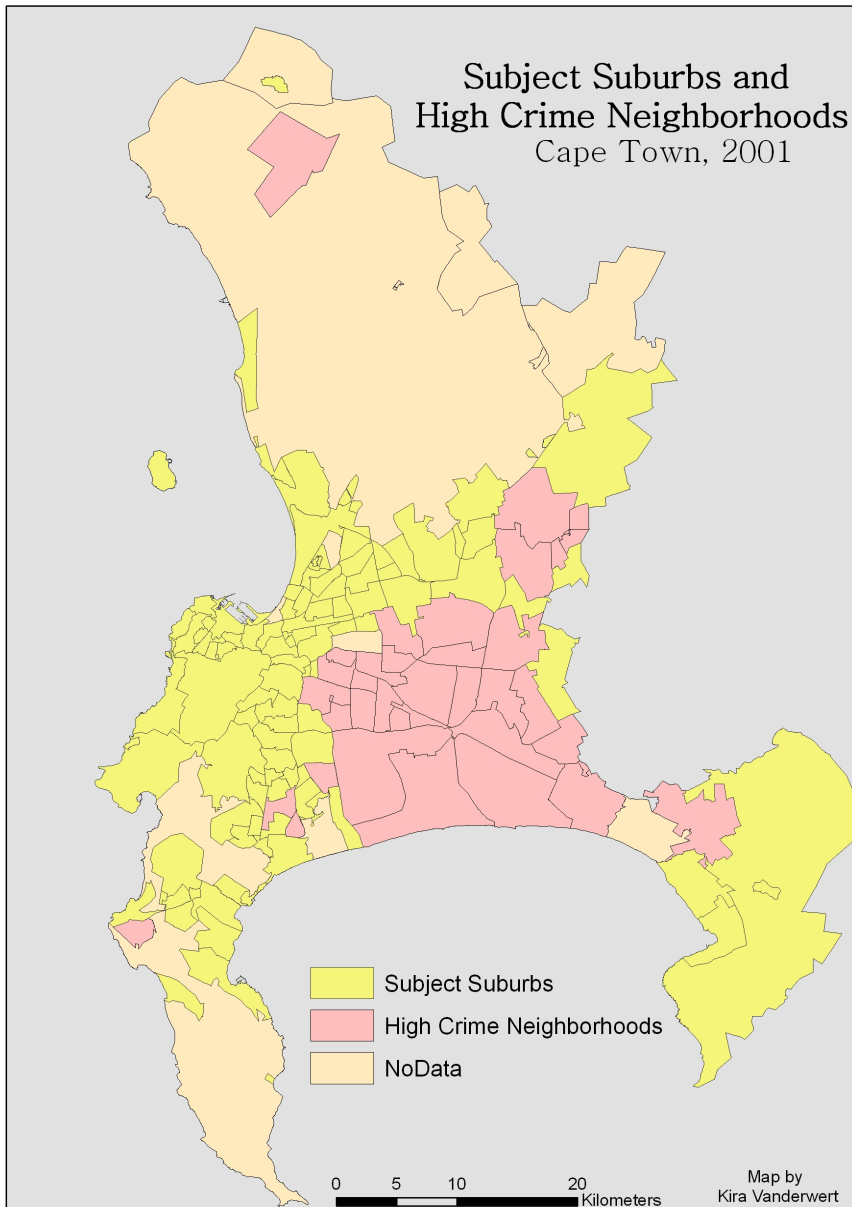 Subject Suburbs and
High Crime Neighborhoods
Cape Town, 2001
Subject Suburbs
High Crime Neighborhoods
NoData
0 5 10 20
Kilometers
Map by
Kira Vanderwert